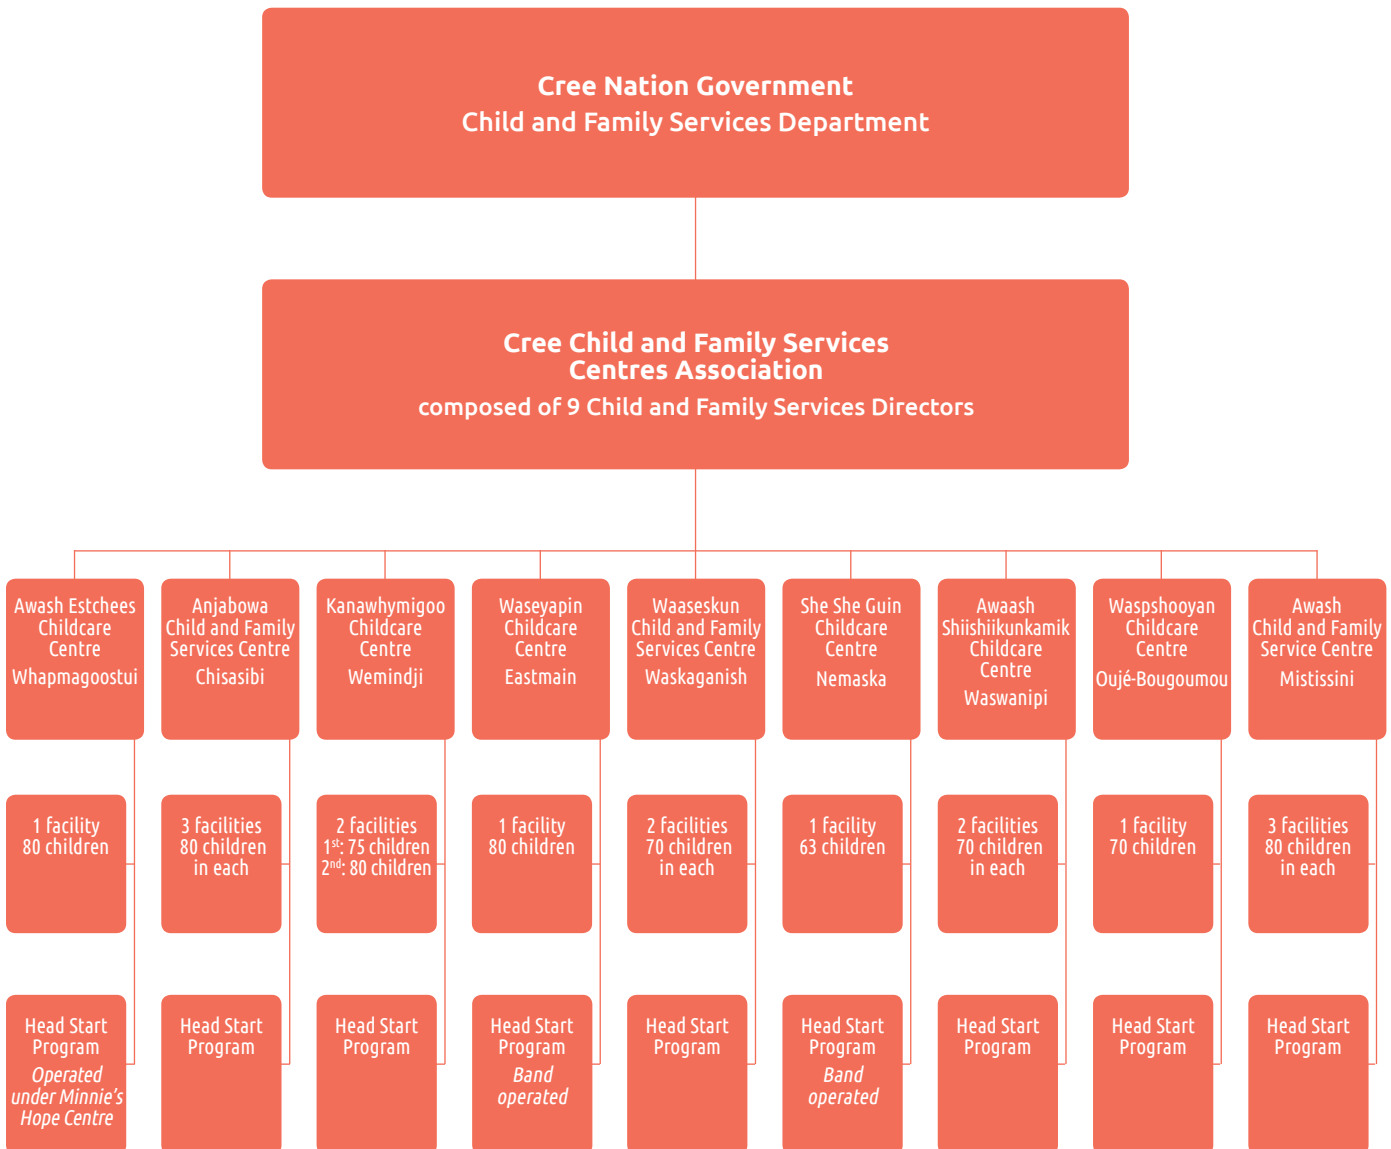 Cree Nation Government
Child and Family Services Department
Cree Child and Family Services
Centres Association
composed of 9 Child and Family Services Directors
Awash Estchees
Childcare
Centre
Whapmagoostui
Anjabowa
Child and Family
Services Centre
Chisasibi
Kanawhymigoo
Childcare
Centre
Wemindji
Waseyapin
Childcare
Centre
Eastmain
Waaseskun
Child and Family
Services Centre
Waskaganish
She She Guin
Childcare
Centre
Nemaska
Awaash
Shiishiikunkamik
Childcare
Centre
Waswanipi
Waspshooyan
Childcare
Centre
Oujé-Bougoumou
Awash
Child and Family
Service Centre
Mistissini
1 facility
80 children
3 facilities
80 children
in each
2 facilities
1st: 75 children
2nd: 80 children
1 facility
80 children
2 facilities
70 children
in each
1 facility
63 children
2 facilities
70 children
in each
1 facility
70 children
3 facilities
80 children
in each
Head Start
Program
Operated
under Minnie's
Hope Centre
Head Start
Program
Head Start
Program
Head Start
Program
Band
operated
Head Start
Program
Head Start
Program
Band
operated
Head Start
Program
Head Start
Program
Head Start
Program